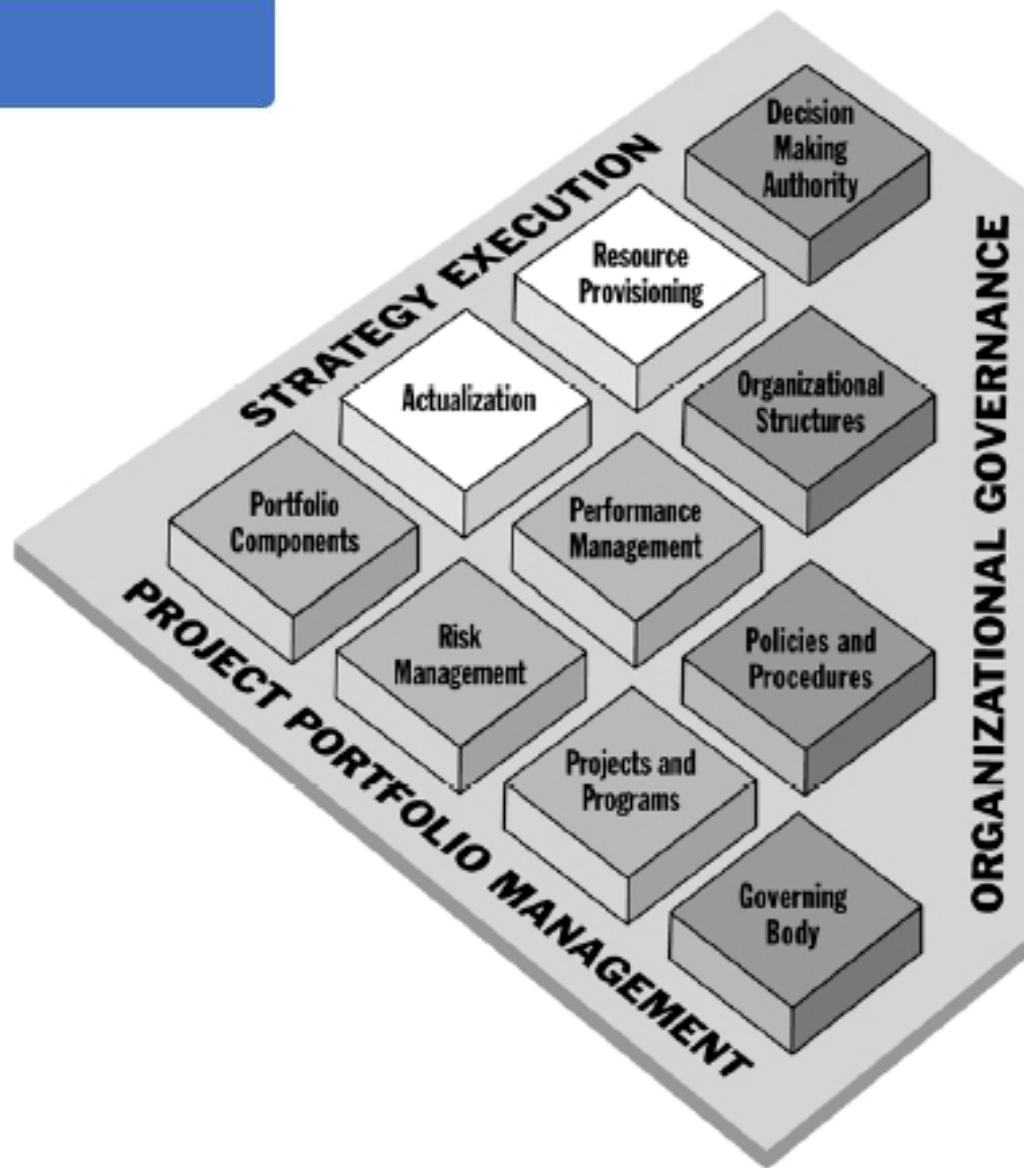 STRATEGY EXECUTION
Decision
Making
Authority
Resource
Provisioning
Actualization
Organizational
Structures
Portfolio
Components
Performance
Management
Risk
Management
Policies and
Procedures
Projects and
Programs
Governing
Body
PROJECT PORTFOLIO MANAGEMENT
ORGANIZATIONAL GOVERNANCE